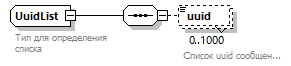 UuidList
uuid
0..1000
Тип для определения
списка
Список uuid сообщен...